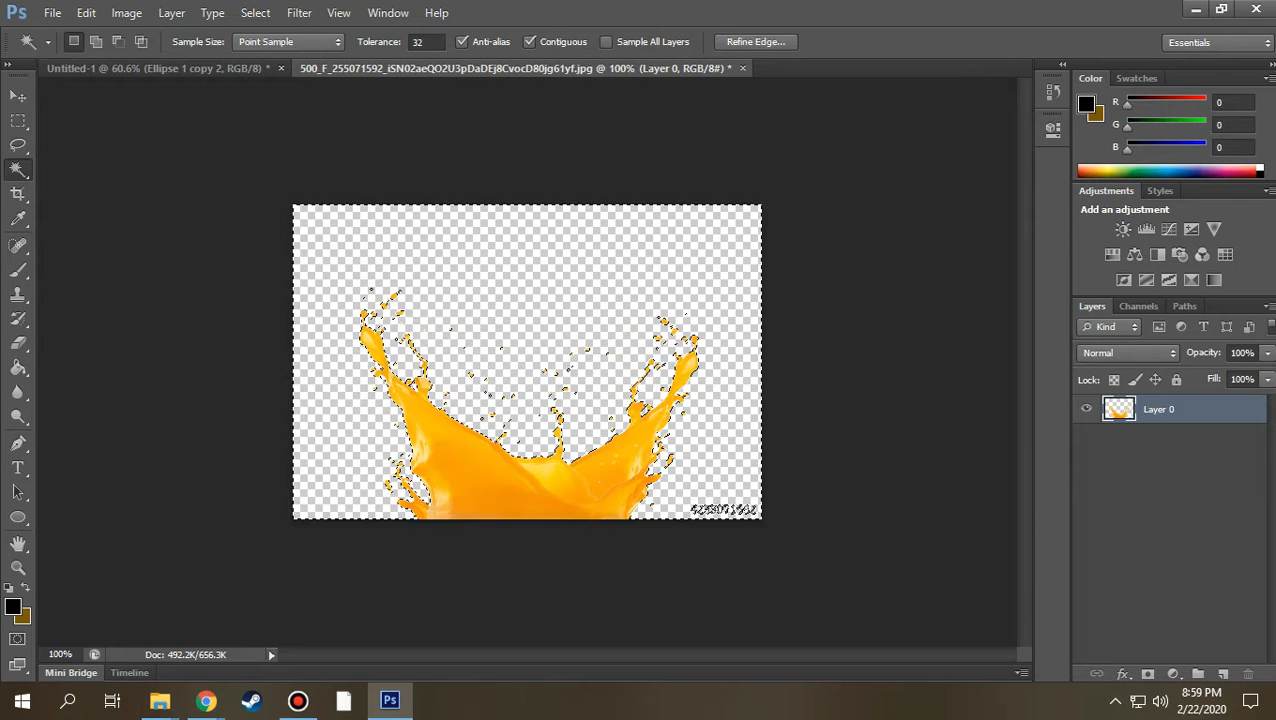 Ps File Edit Image Layer Type Select Filter View Window Help
Sample Size: Point Sample Tolerance: 32 Anti-alias Contiguous Sample All Layers Refine Edge... Essentials
Untitled-1 @ 60.6% (Ellipse 1 copy 2, RGB/8) * × 500_F_255071592_iSN02aeQO2U3pDaDEj8CvocD80jg61yf.jpg @ 100% (Layer 0, RGB/8#) * ×
Color Swatches
R 0
G 0
B 0
Adjustments Styles
Add an adjustment
Layers Channels Paths
Kind
Normal Opacity: 100%
Lock: Fill: 100%
Layer 0
100% Doc: 492.2K/656.3K
Mini Bridge Timeline
Ps 8:59 PM
2/22/2020